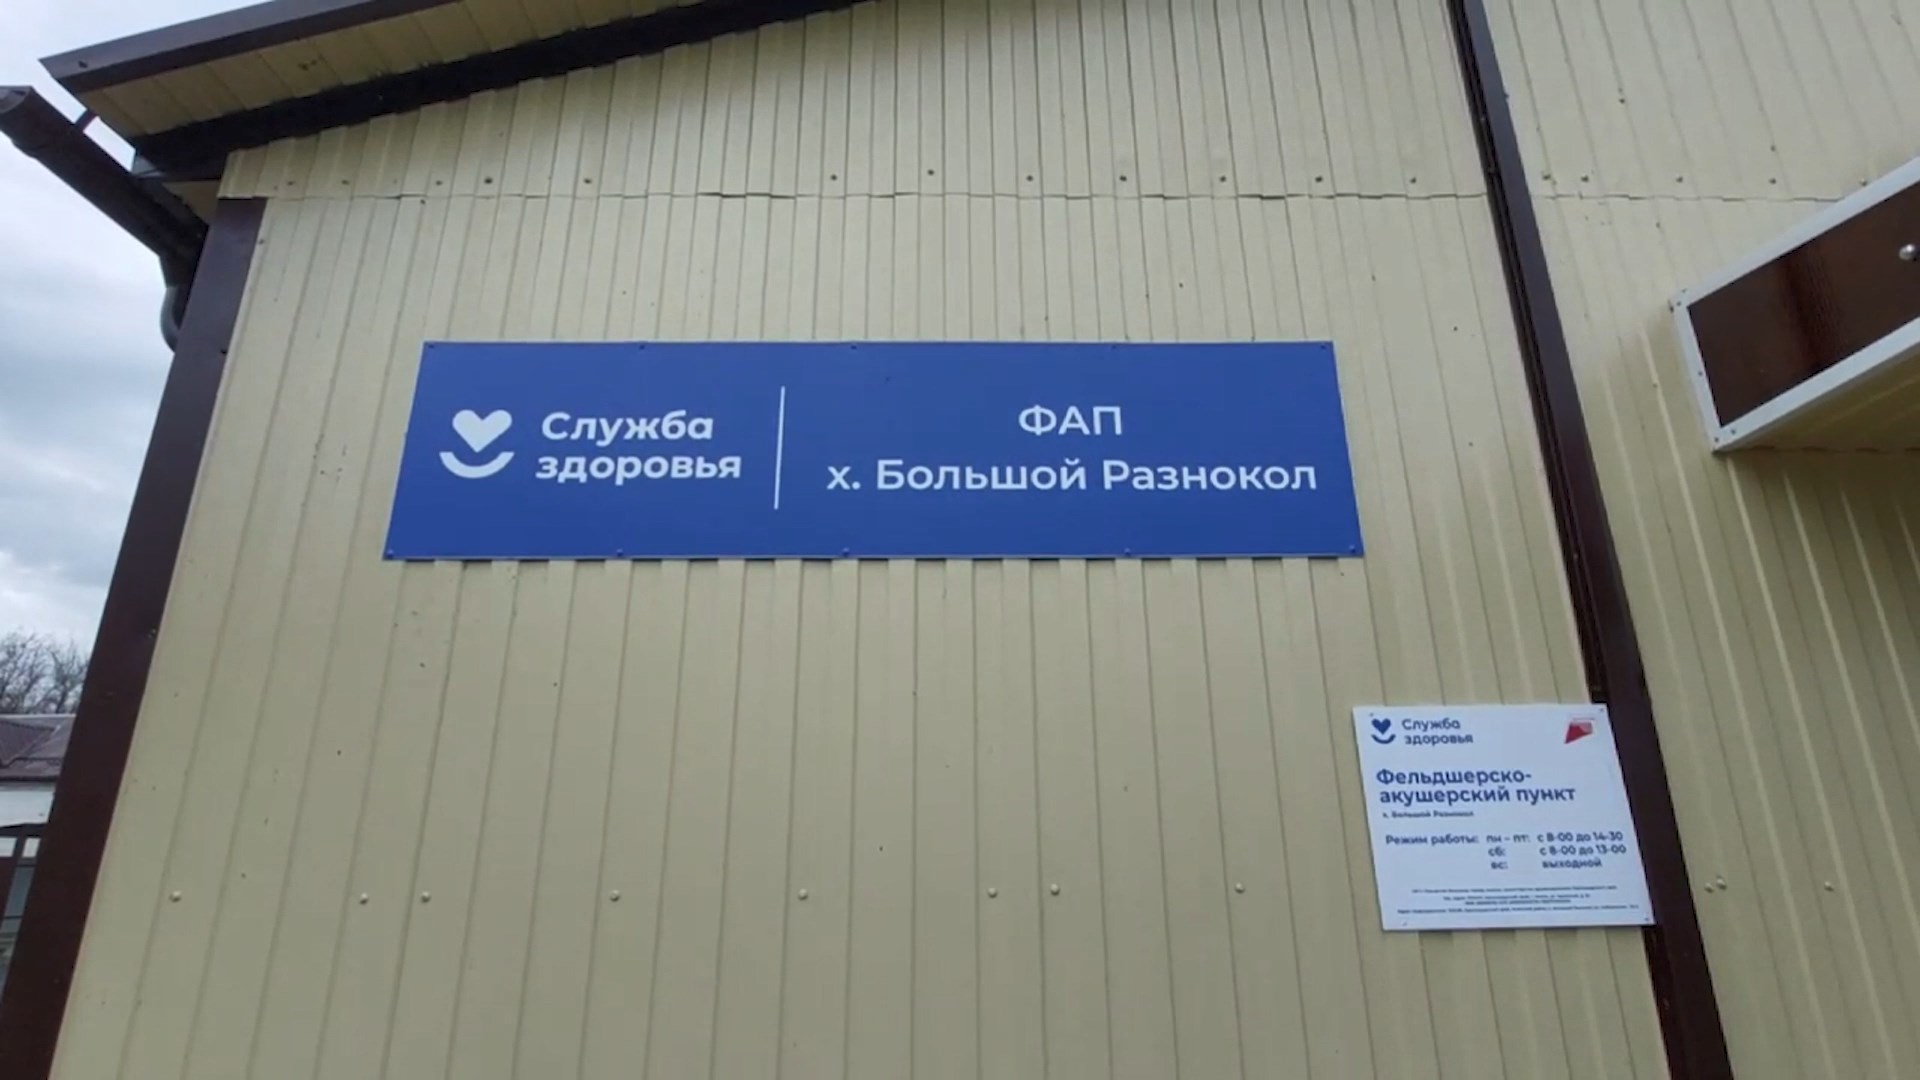 Служба
здоровья
ФАП
х. Большой Разнокол
Служба
здоровья
Фельдшерско-
акушерский пункт
х. Большой Разнокол
Режим работы: пн - пт: с 8-00 до 14-30
сб: с 8-00 до 13-00
вс: выходной